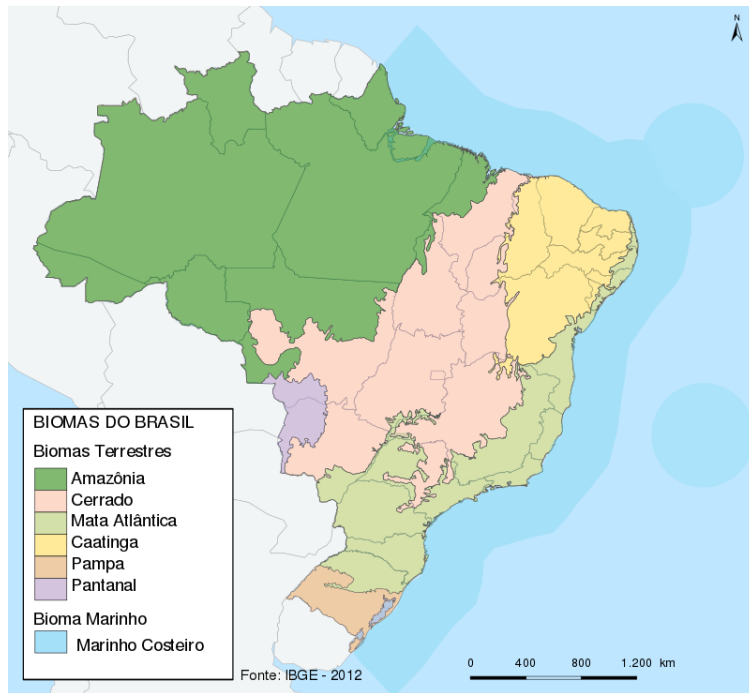 N
BIOMAS DO BRASIL
Biomas Terrestres
Amazônia
Cerrado
Mata Atlântica
Caatinga
Pampa
Pantanal
Bioma Marinho
Marinho Costeiro
Fonte: IBGE - 2012
0 400 800 1.200 km